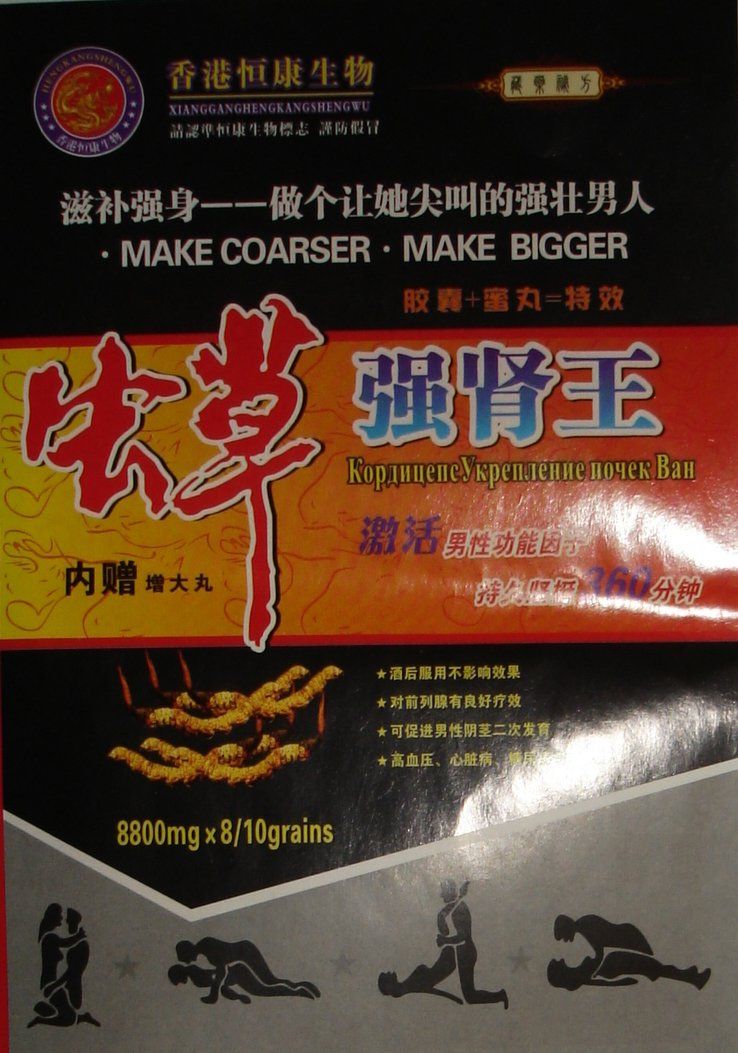 HENGKANGSHENGWU
香港恒康生物
香港恒康生物
XIANGGANGHENGKANGSHENGWU
請認準恒康生物標志 謹防假冒
藏藥秘方
滋补强身——做个让她尖叫的强壮男人
·MAKE COARSER·MAKE BIGGER
胶囊+蜜丸=特效
虫草
强肾王
КордицепсУкрепление почек Ван
激活男性功能因子
持久坚挺360分钟
内赠 增大丸
★酒后服用不影响效果
★对前列腺有良好疗效
★可促进男性阴茎二次发育
★高血压、心脏病、
8800mg x 8/10grains